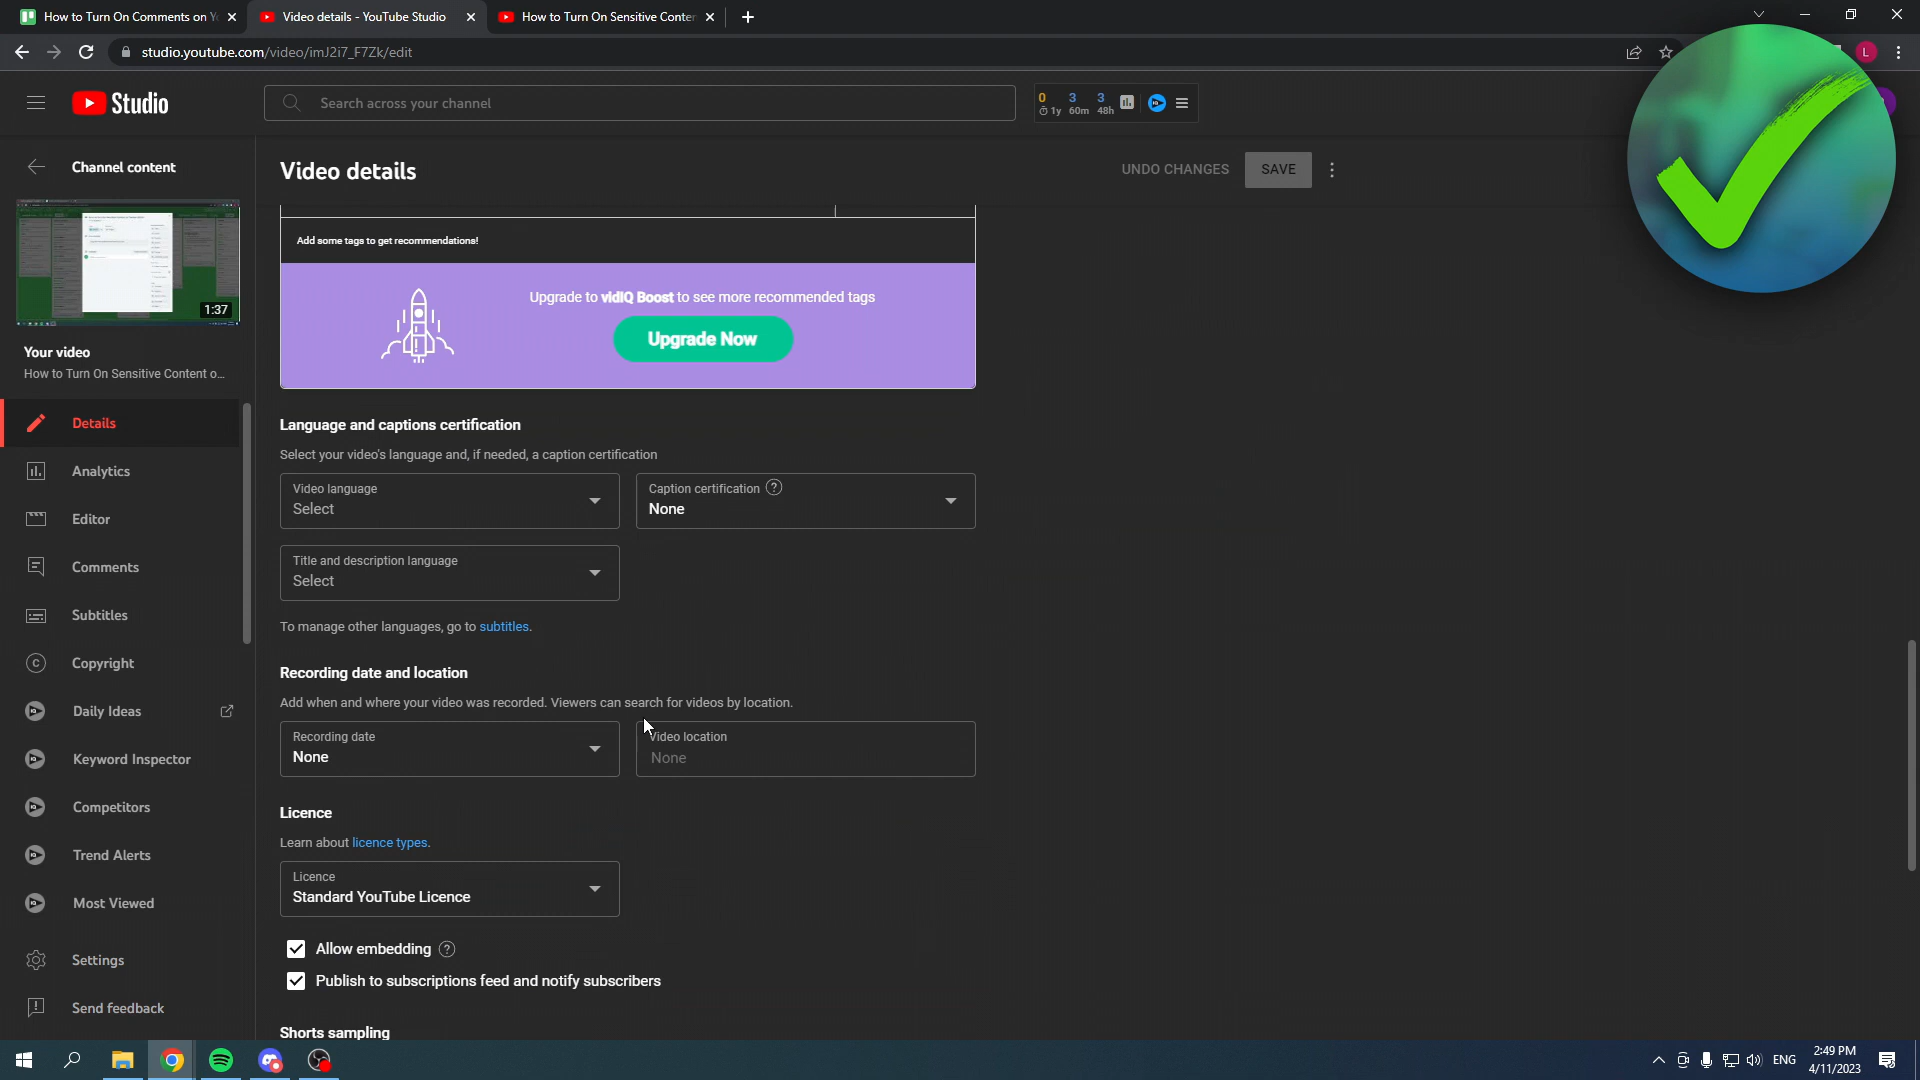 How to Turn On Comments on Yo
Video details - YouTube Studio
How to Turn On Sensitive Conten
studio.youtube.com/video/imJ2i7_F7Zk/edit
L
Studio
Search across your channel
0 3 3
1y 60m 48h
Channel content
Video details
UNDO CHANGES
SAVE
1:37
Your video
How to Turn On Sensitive Content o...
Details
Analytics
Editor
Comments
Subtitles
Copyright
Daily Ideas
Keyword Inspector
Competitors
Trend Alerts
Most Viewed
Settings
Send feedback
Add some tags to get recommendations!
Upgrade to vidIQ Boost to see more recommended tags
Upgrade Now
Language and captions certification
Select your video's language and, if needed, a caption certification
Video language
Select
Caption certification
None
Title and description language
Select
To manage other languages, go to subtitles.
Recording date and location
Add when and where your video was recorded. Viewers can search for videos by location.
Recording date
None
Video location
None
Licence
Learn about licence types.
Licence
Standard YouTube Licence
Allow embedding
Publish to subscriptions feed and notify subscribers
Shorts sampling
ENG
2:49 PM
4/11/2023